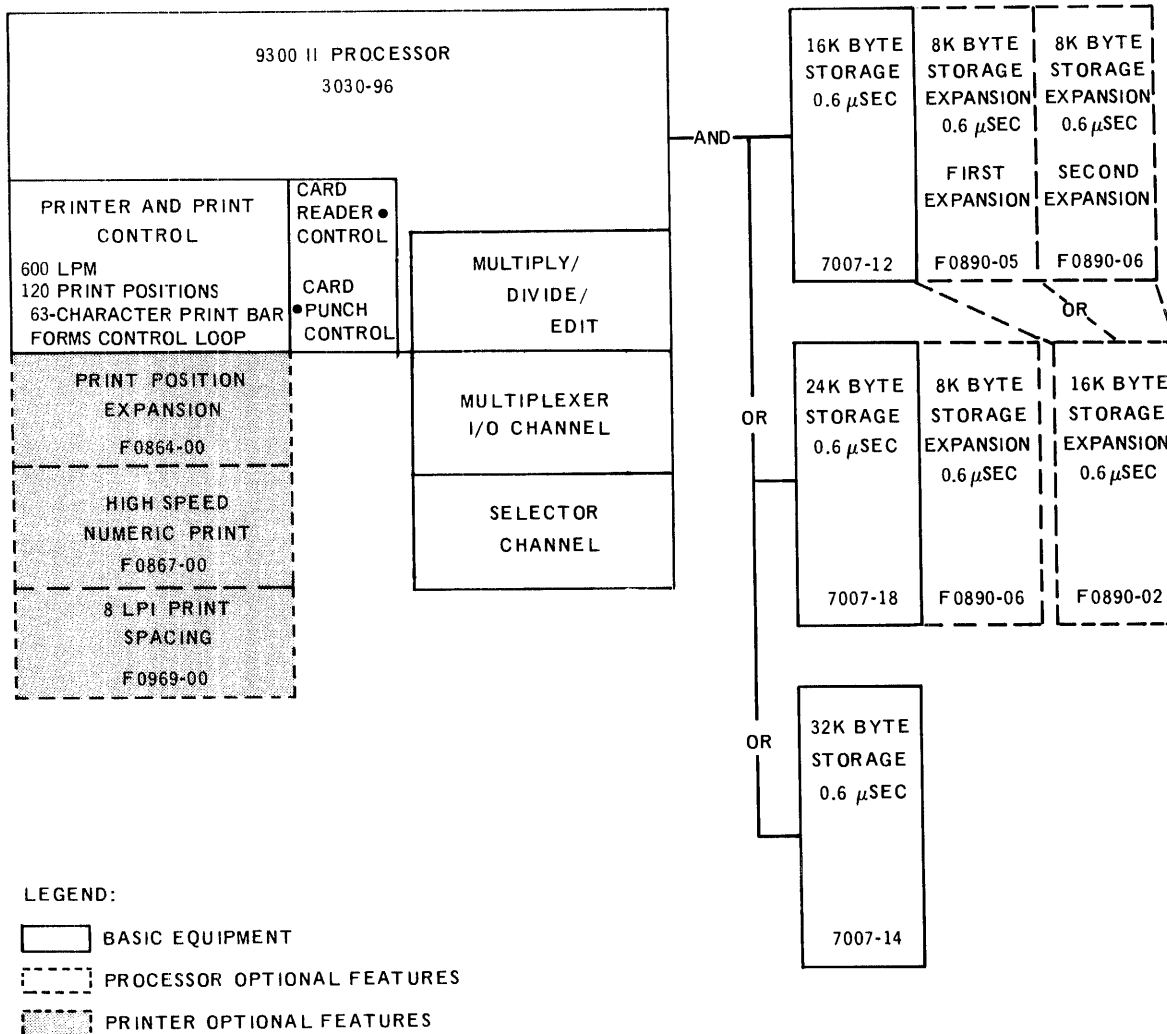 9300 II PROCESSOR
3030-96
PRINTER AND PRINT
CONTROL
600 LPM
120 PRINT POSITIONS
63-CHARACTER PRINT BAR
FORMS CONTROL LOOP
CARD
READER ●
CONTROL
CARD
● PUNCH
CONTROL
MULTIPLY/
DIVIDE/
EDIT
MULTIPLEXER
I/O CHANNEL
SELECTOR
CHANNEL
PRINT POSITION
EXPANSION
F0864-00
HIGH SPEED
NUMERIC PRINT
F0867-00
8 LPI PRINT
SPACING
F0969-00
AND
16K BYTE
STORAGE
0.6 μSEC
7007-12
8K BYTE
STORAGE
EXPANSION
0.6 μSEC
FIRST
EXPANSION
F0890-05
8K BYTE
STORAGE
EXPANSION
0.6 μSEC
SECOND
EXPANSION
F0890-06
OR
OR
24K BYTE
STORAGE
0.6 μSEC
7007-18
8K BYTE
STORAGE
EXPANSION
0.6 μSEC
F0890-06
16K BYTE
STORAGE
EXPANSION
0.6 μSEC
F0890-02
OR
32K BYTE
STORAGE
0.6 μSEC
7007-14
LEGEND:
BASIC EQUIPMENT
PROCESSOR OPTIONAL FEATURES
PRINTER OPTIONAL FEATURES